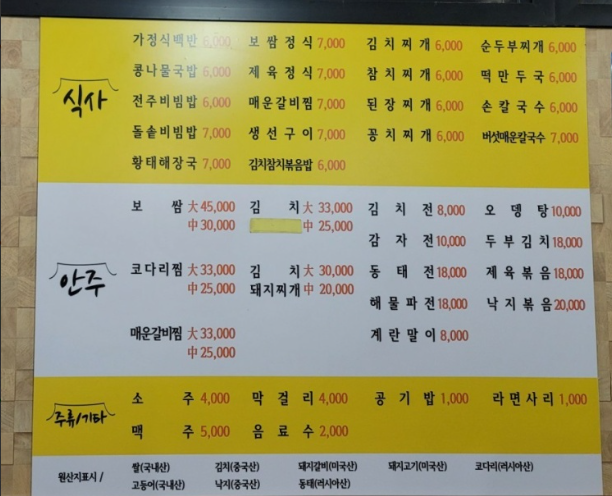 식사
가정식백반 6,000 보쌈정식 7,000 김치찌개 6,000 순두부찌개 6,000
콩나물국밥 6,000 제육정식 7,000 참치찌개 6,000 떡만두국 6,000
전주비빔밥 6,000 매운갈비찜 7,000 된장찌개 6,000 손칼국수 6,000
돌솥비빔밥 7,000 생선구이 7,000 꽁치찌개 6,000 버섯매운칼국수 7,000
황태해장국 7,000 김치참치볶음밥 6,000
안주
보쌈 大 45,000 김치 大 33,000 김치전 8,000 오뎅탕 10,000
中 30,000 中 25,000
감자전 10,000 두부김치 18,000
코다리찜 大 33,000 김치 大 30,000 동태전 18,000 제육볶음 18,000
中 25,000 돼지찌개 中 20,000
해물파전 18,000 낙지볶음 20,000
매운갈비찜 大 33,000 계란말이 8,000
中 25,000
주류/기타
소주 4,000 막걸리 4,000 공기밥 1,000 라면사리 1,000
맥주 5,000 음료수 2,000
원산지표시 /
쌀(국내산) 김치(중국산) 돼지갈비(미국산) 돼지고기(미국산) 코다리(러시아산)
고등어(국내산) 낙지(중국산) 동태(러시아산)